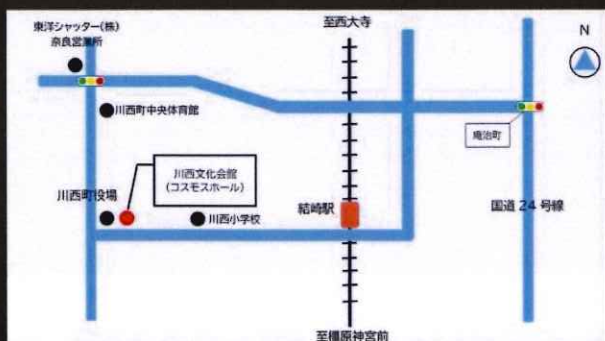 東洋シャッター(株)
奈良営業所
至西大寺
N
川西町中央体育館
庵治町
川西文化会館
(コスモスホール)
川西町役場
川西小学校
結崎駅
国道24号線
至橿原神宮前